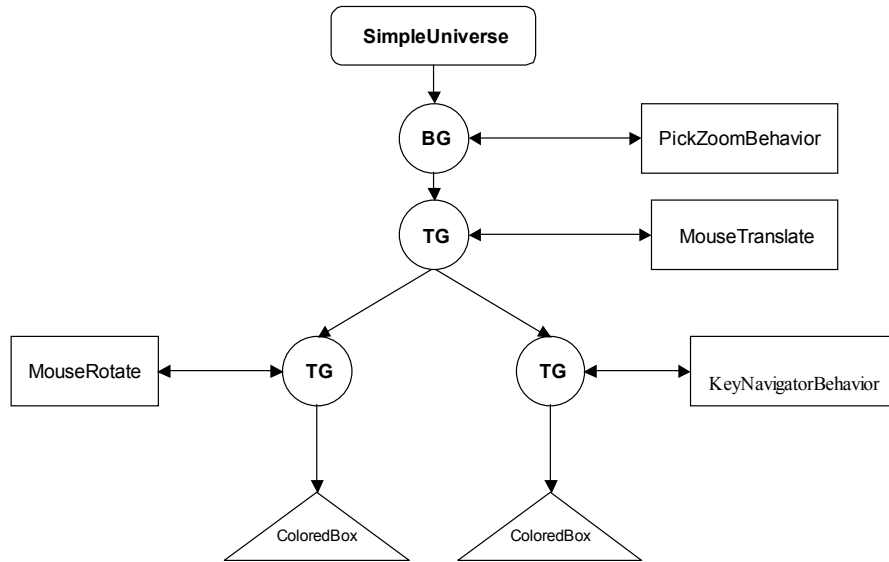 SimpleUniverse
BG
PickZoomBehavior
TG
MouseTranslate
MouseRotate
TG
TG
KeyNavigatorBehavior
ColoredBox
ColoredBox